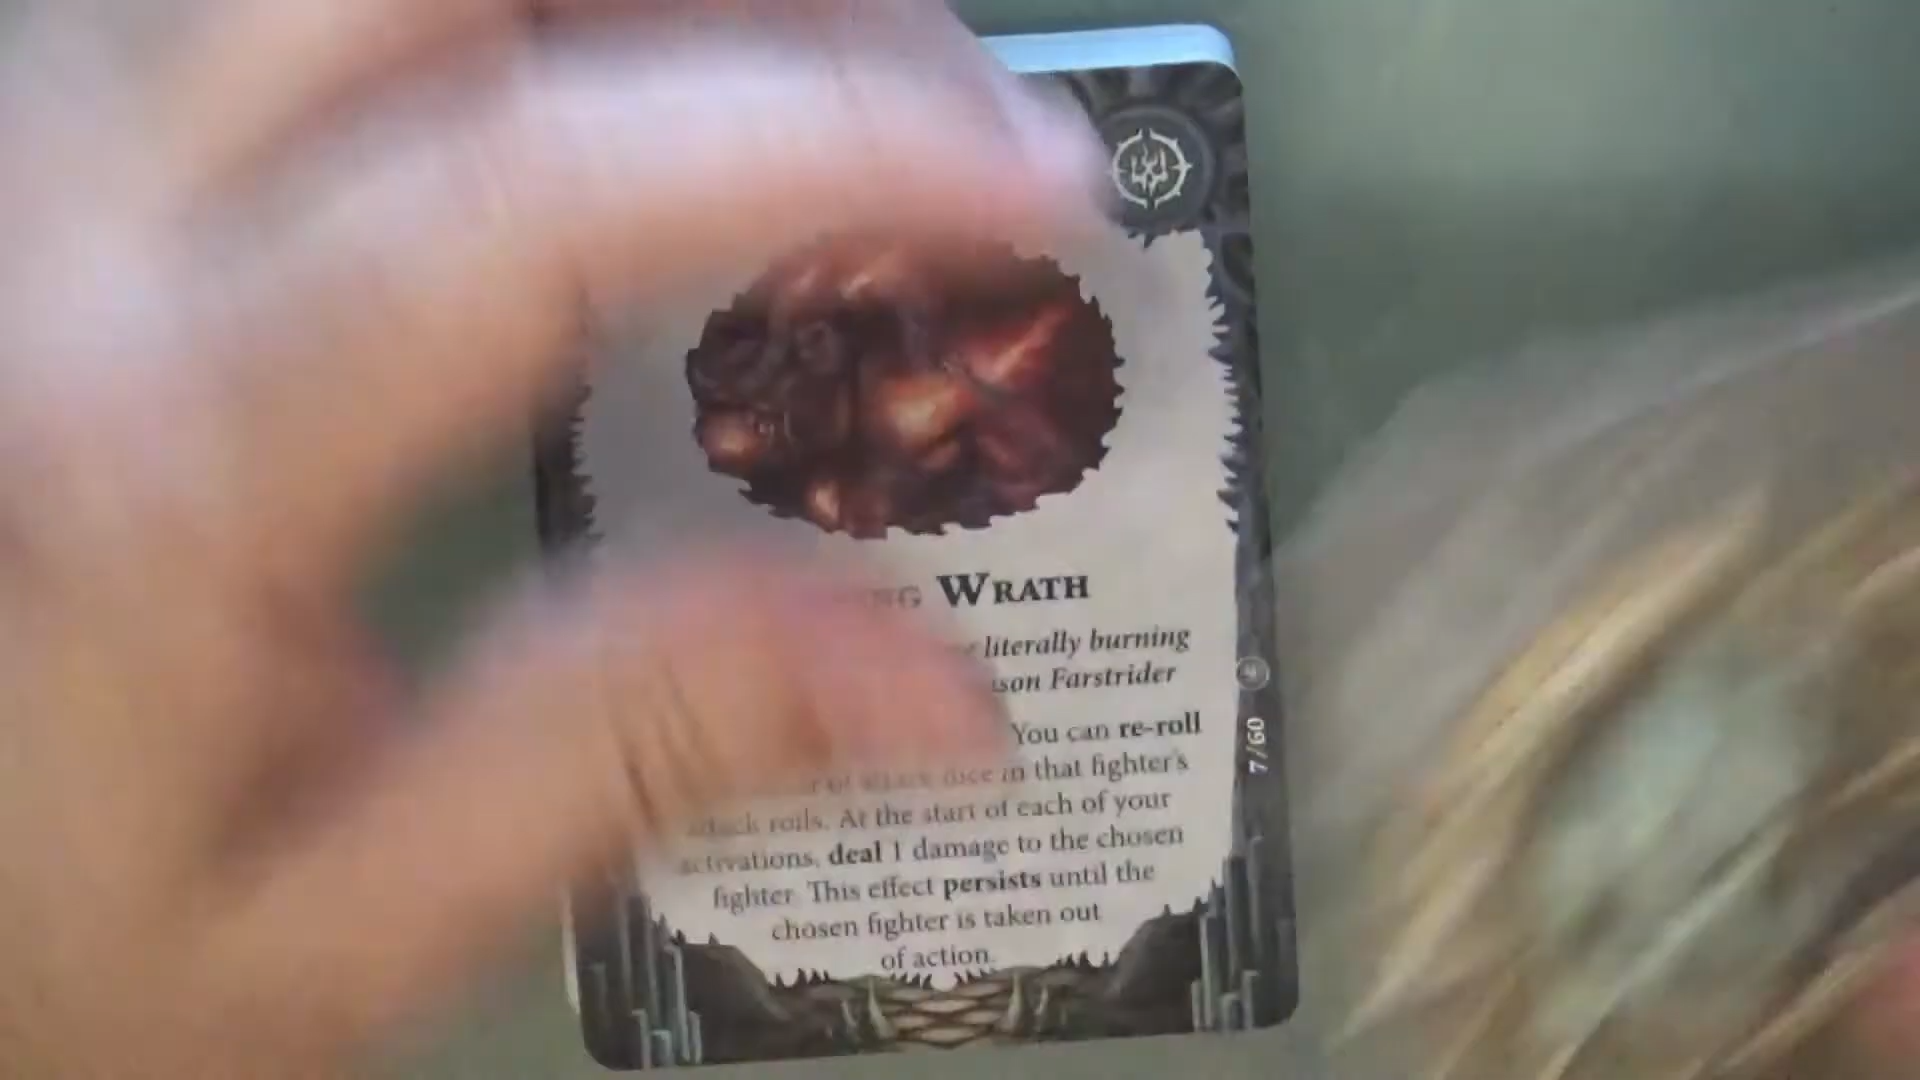 WRATH
literally burning
Farstrider
You can re-roll
dice in that fighter's
attack rolls. At the start of each of your
activations, deal 1 damage to the chosen
fighter. This effect persists until the
chosen fighter is taken out
of action.
7/60